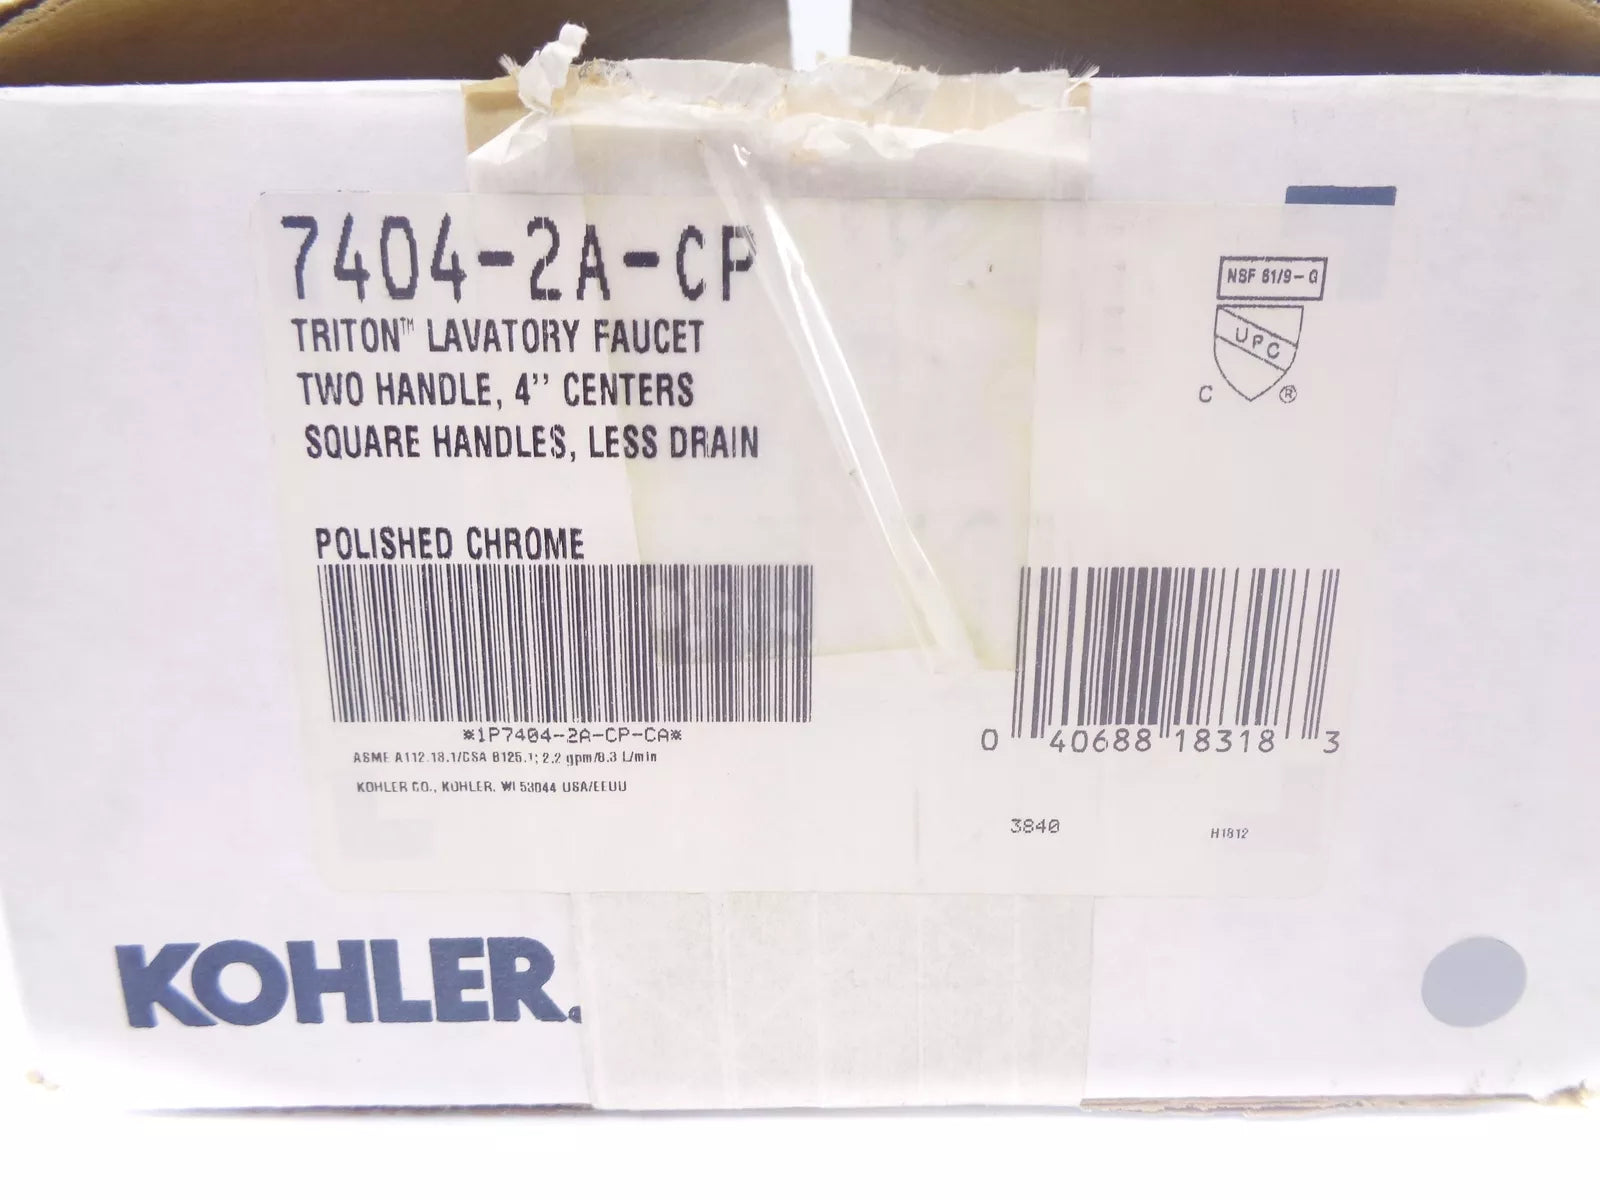 7404-2A-CP
TRITON™ LAVATORY FAUCET
TWO HANDLE, 4'' CENTERS
SQUARE HANDLES, LESS DRAIN
POLISHED CHROME
*1P7404-2A-CP-CA*
ASME A112.18.1/CSA B125.1; 2.2 gpm/8.3 L/min
KOHLER CO., KOHLER, WI 53044 USA/EEUU
NSF 61/9-G
UPC
C ®
0 40688 18318 3
3840
H1812
KOHLER.